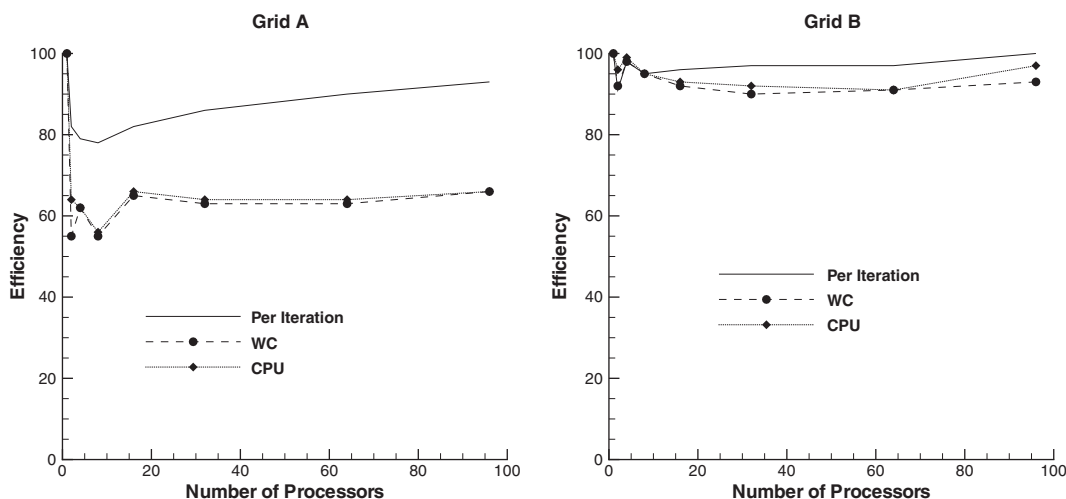 Grid A
100
80
60
40
20
0
Efficiency
Per Iteration
WC
CPU
0 20 40 60 80 100
Number of Processors
Grid B
100
80
60
40
20
0
Efficiency
Per Iteration
WC
CPU
0 20 40 60 80 100
Number of Processors